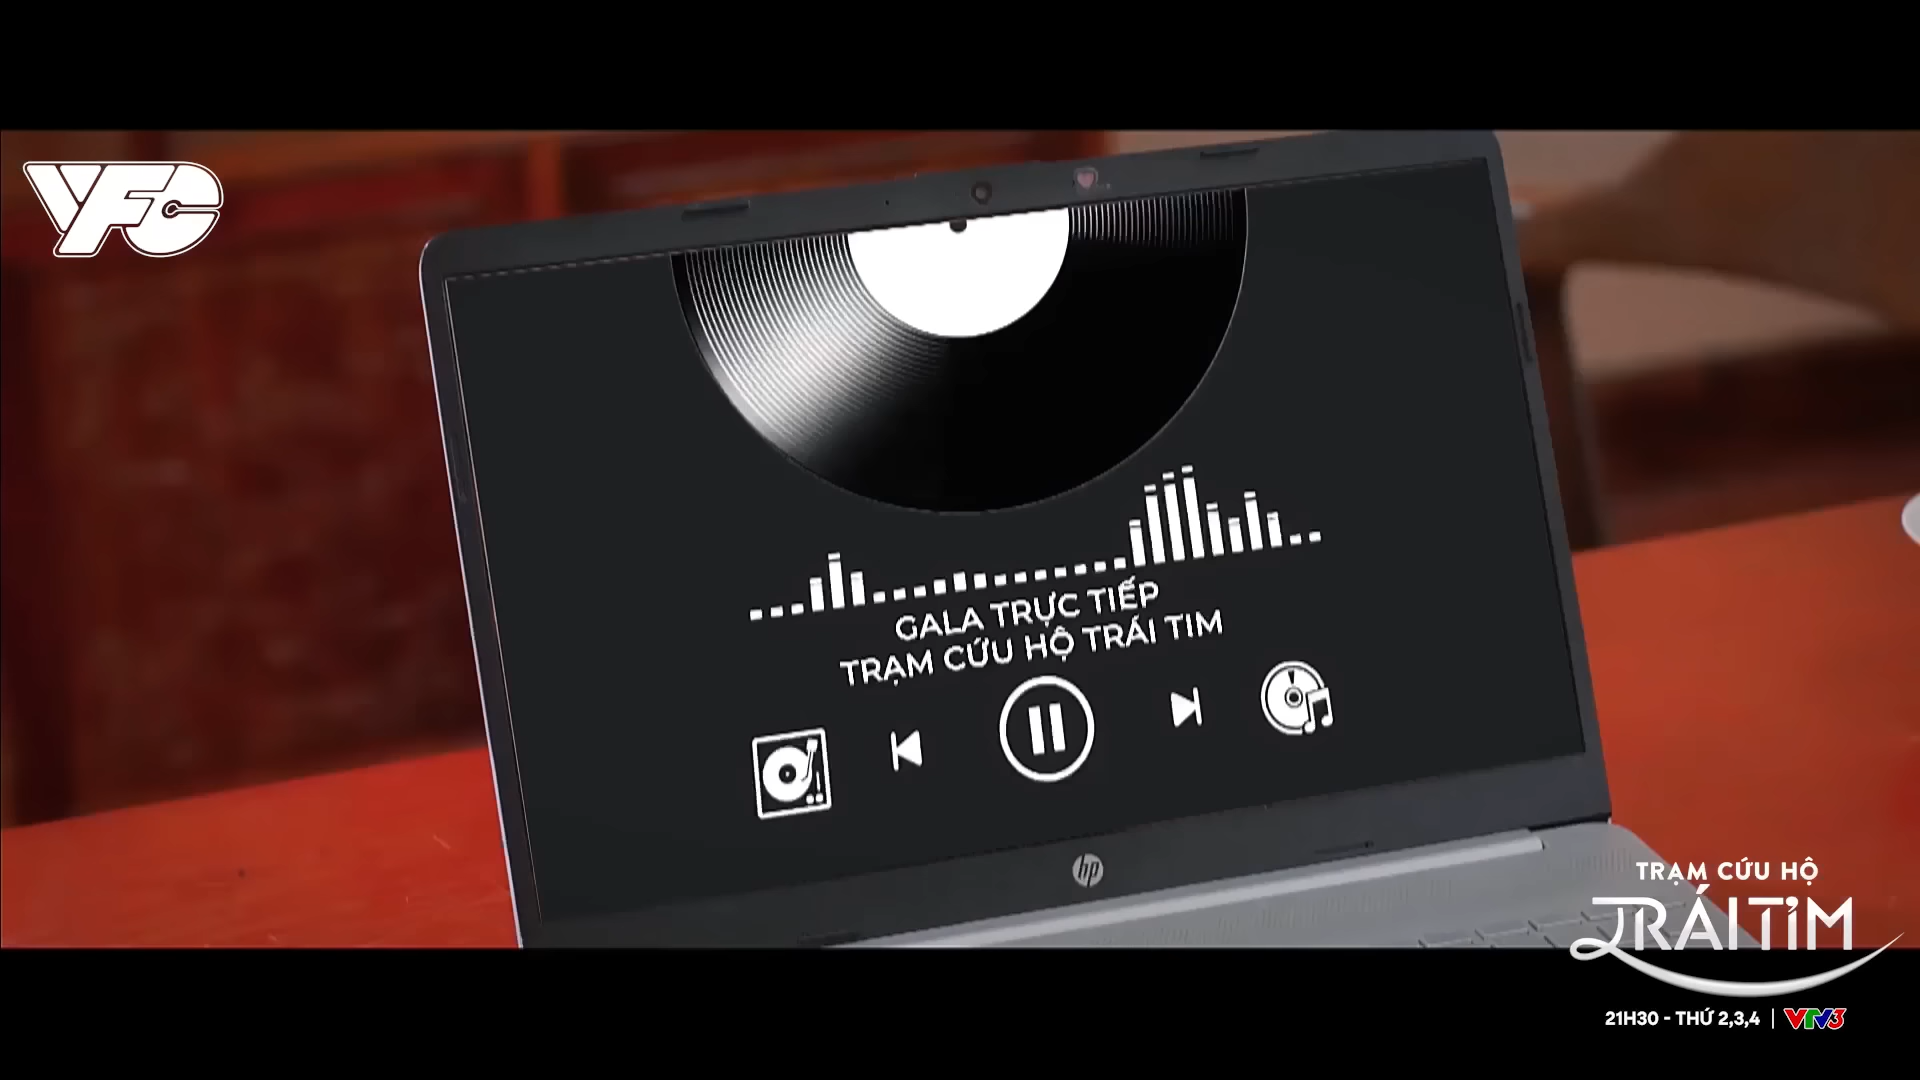 YFC
GALA TRỰC TIẾP
TRẠM CỨU HỘ TRÁI TIM
hp
TRẠM CỨU HỘ
TRÁI TIM
21H30 - THỨ 2,3,4 | VTV3